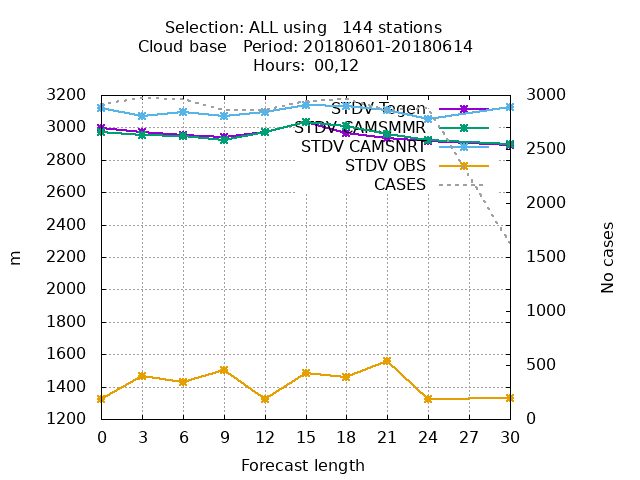 Selection: ALL using   144 stations
Cloud base   Period: 20180601-20180614
Hours:  00,12
3200
3000
2800
2600
2400
2200
2000
1800
1600
1400
1200
m
STDV Tegen
STDV CAMSMMR
STDV CAMSNRT
STDV OBS
CASES
3000
2500
2000
1500
1000
500
0
No cases
0 3 6 9 12 15 18 21 24 27 30
Forecast length